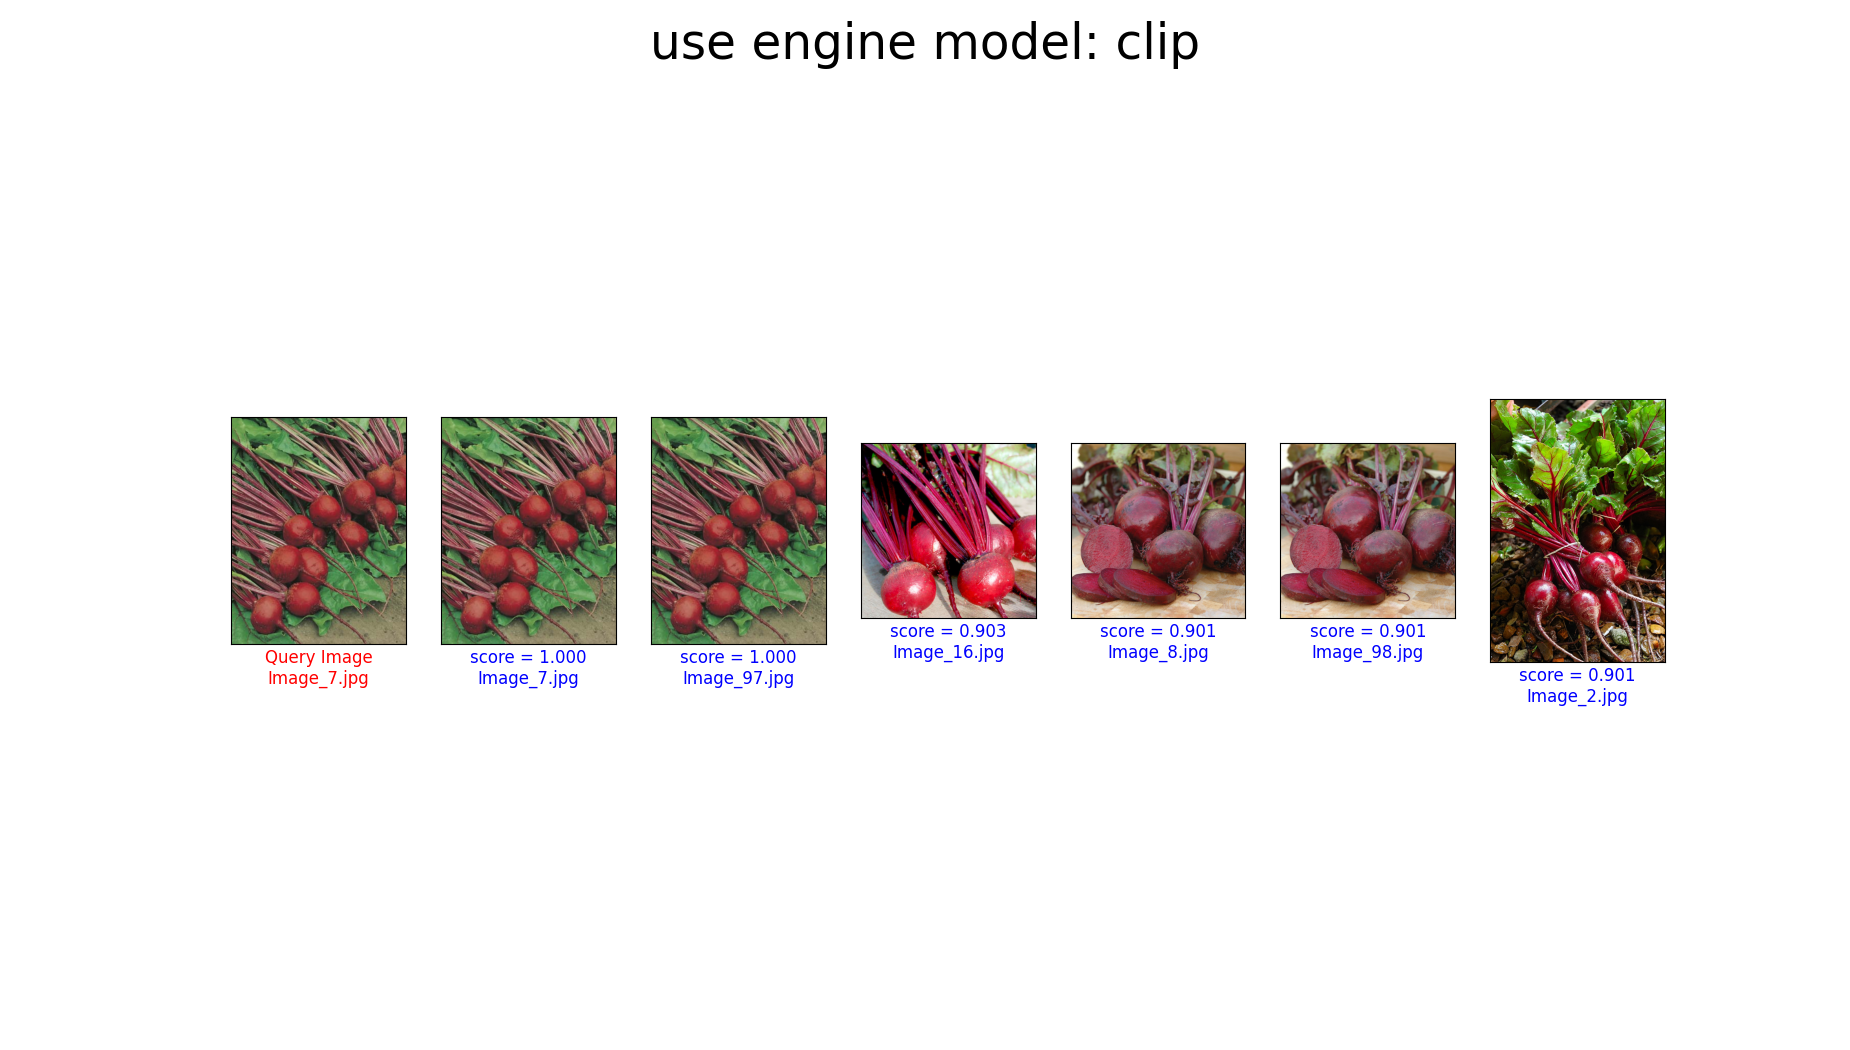 use engine model: clip
Query Image
Image_7.jpg
score = 1.000
Image_7.jpg
score = 1.000
Image_97.jpg
score = 0.903
Image_16.jpg
score = 0.901
Image_8.jpg
score = 0.901
Image_98.jpg
score = 0.901
Image_2.jpg